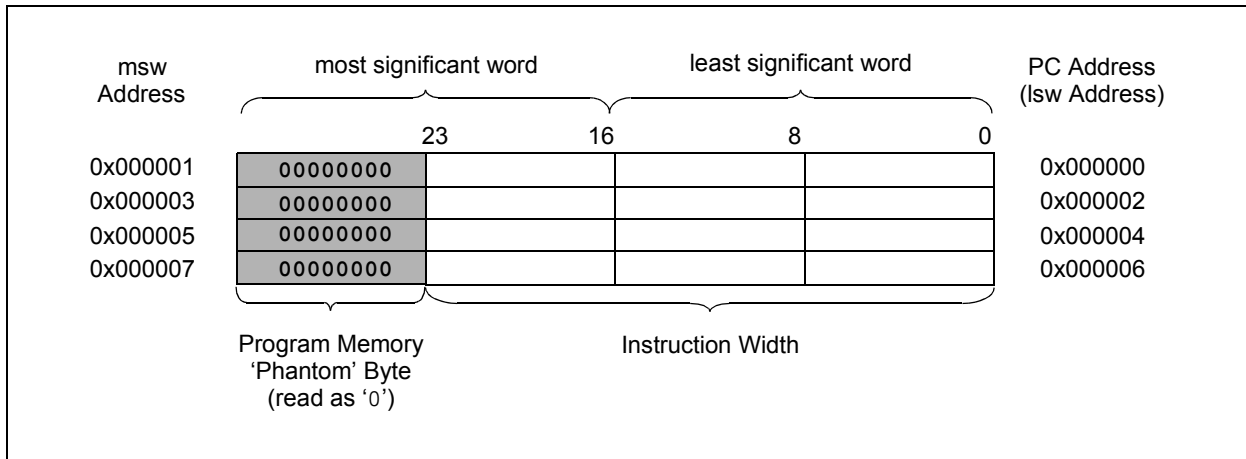 msw
Address
most significant word
least significant word
PC Address
(lsw Address)
23 16 8 0
0x000001 00000000 0x000000
0x000003 00000000 0x000002
0x000005 00000000 0x000004
0x000007 00000000 0x000006
Program Memory
‘Phantom’ Byte
(read as ‘0’)
Instruction Width